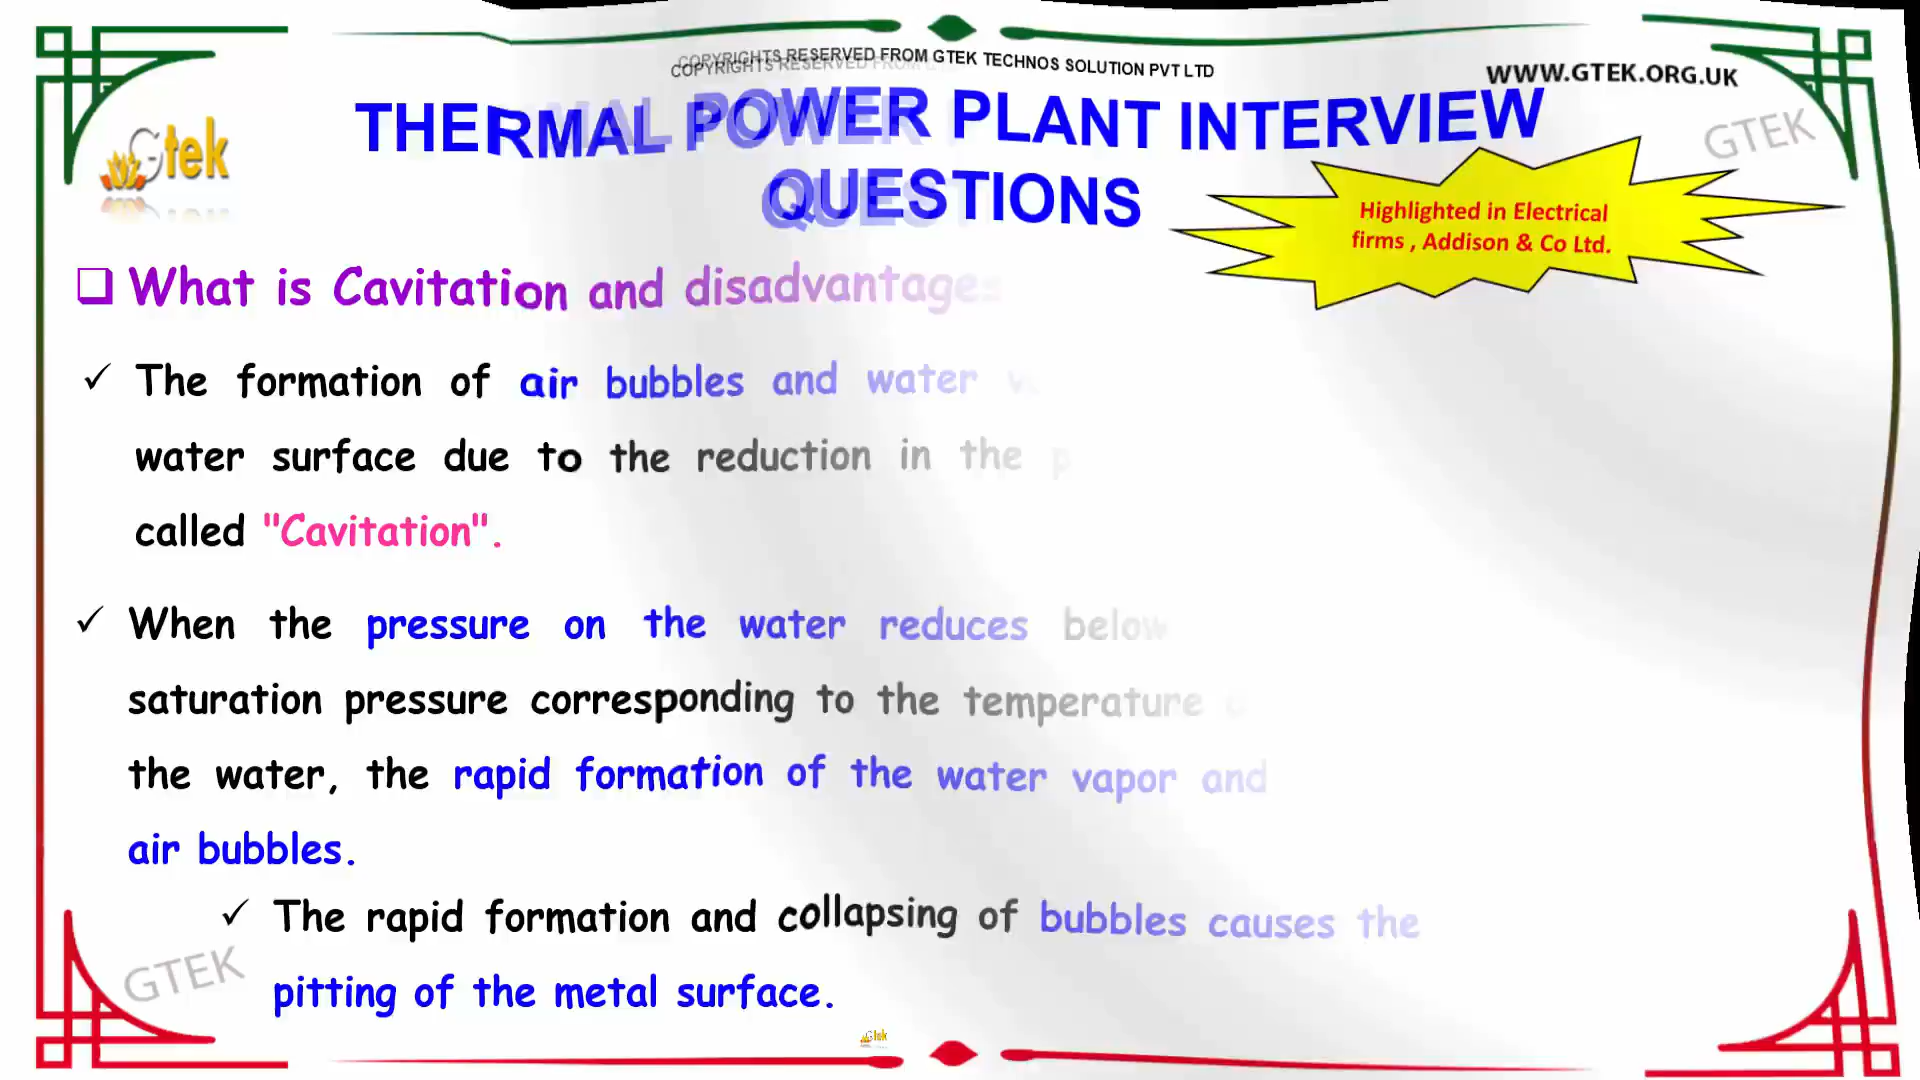 COPYRIGHTS RESERVED FROM GTEK TECHNOS SOLUTION PVT LTD
WWW.GTEK.ORG.UK
THERMAL POWER PLANT INTERVIEW
QUESTIONS
Gtek
GTEK
Highlighted in Electrical
firms , Addison & Co Ltd.
What is Cavitation and disadvantages
The formation of air bubbles and water
water surface due to the reduction in the
called "Cavitation".
When the pressure on the water reduces below
saturation pressure corresponding to the temperature
the water, the rapid formation of the water vapor and
air bubbles.
The rapid formation and collapsing of bubbles causes the
pitting of the metal surface.
GTEK
Gtek